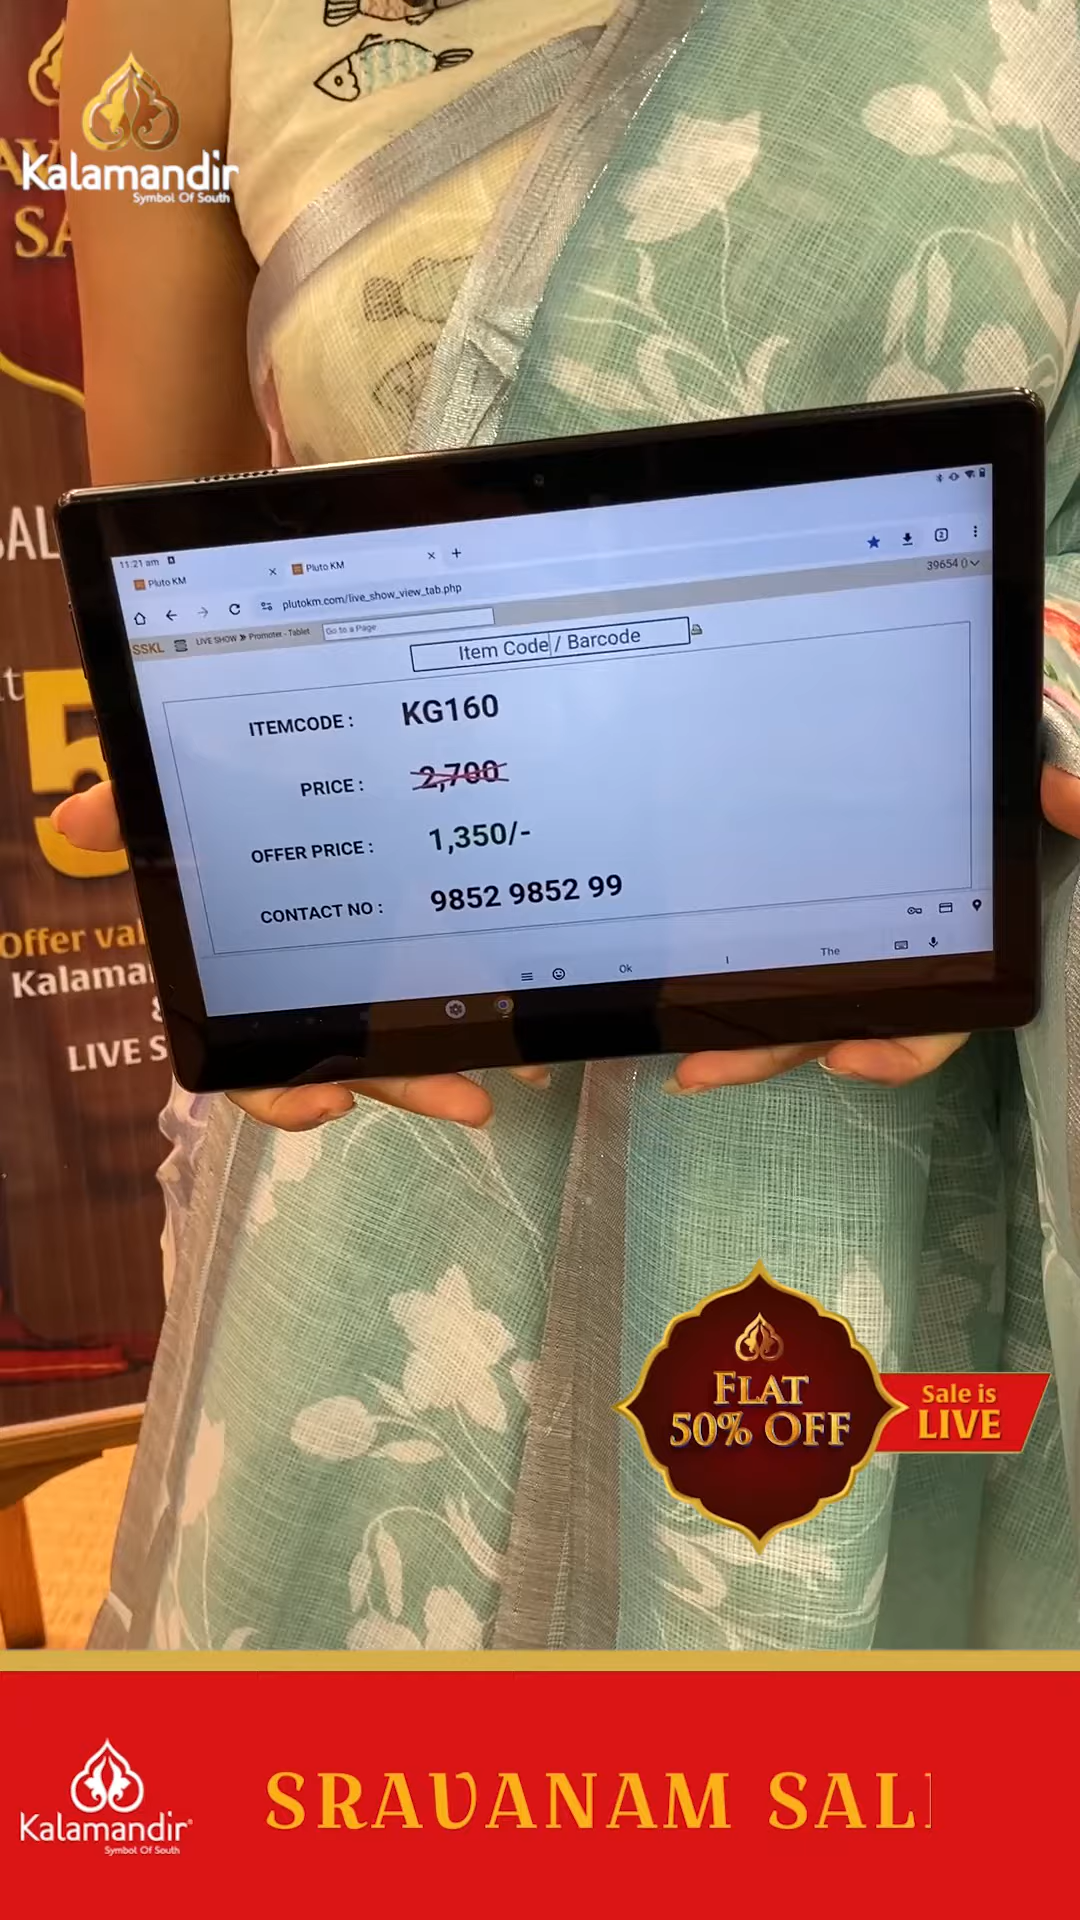 Kalamandir
Symbol Of South
SA
11:21 am
Pluto KM
Pluto KM
plutokm.com/live_show_view_tab.php
39654 ()
SSKL
LIVE SHOW » Promoter - Tablet
Go to a Page
Item Code / Barcode
ITEMCODE : KG160
PRICE : 2,700
OFFER PRICE : 1,350/-
CONTACT NO : 9852 9852 99
Ok
I
The
5
Offer val
Kalama
&
LIVE S
FLAT
50% OFF
Sale is
LIVE
Kalamandir
Symbol Of South
SRAVANAM SAL